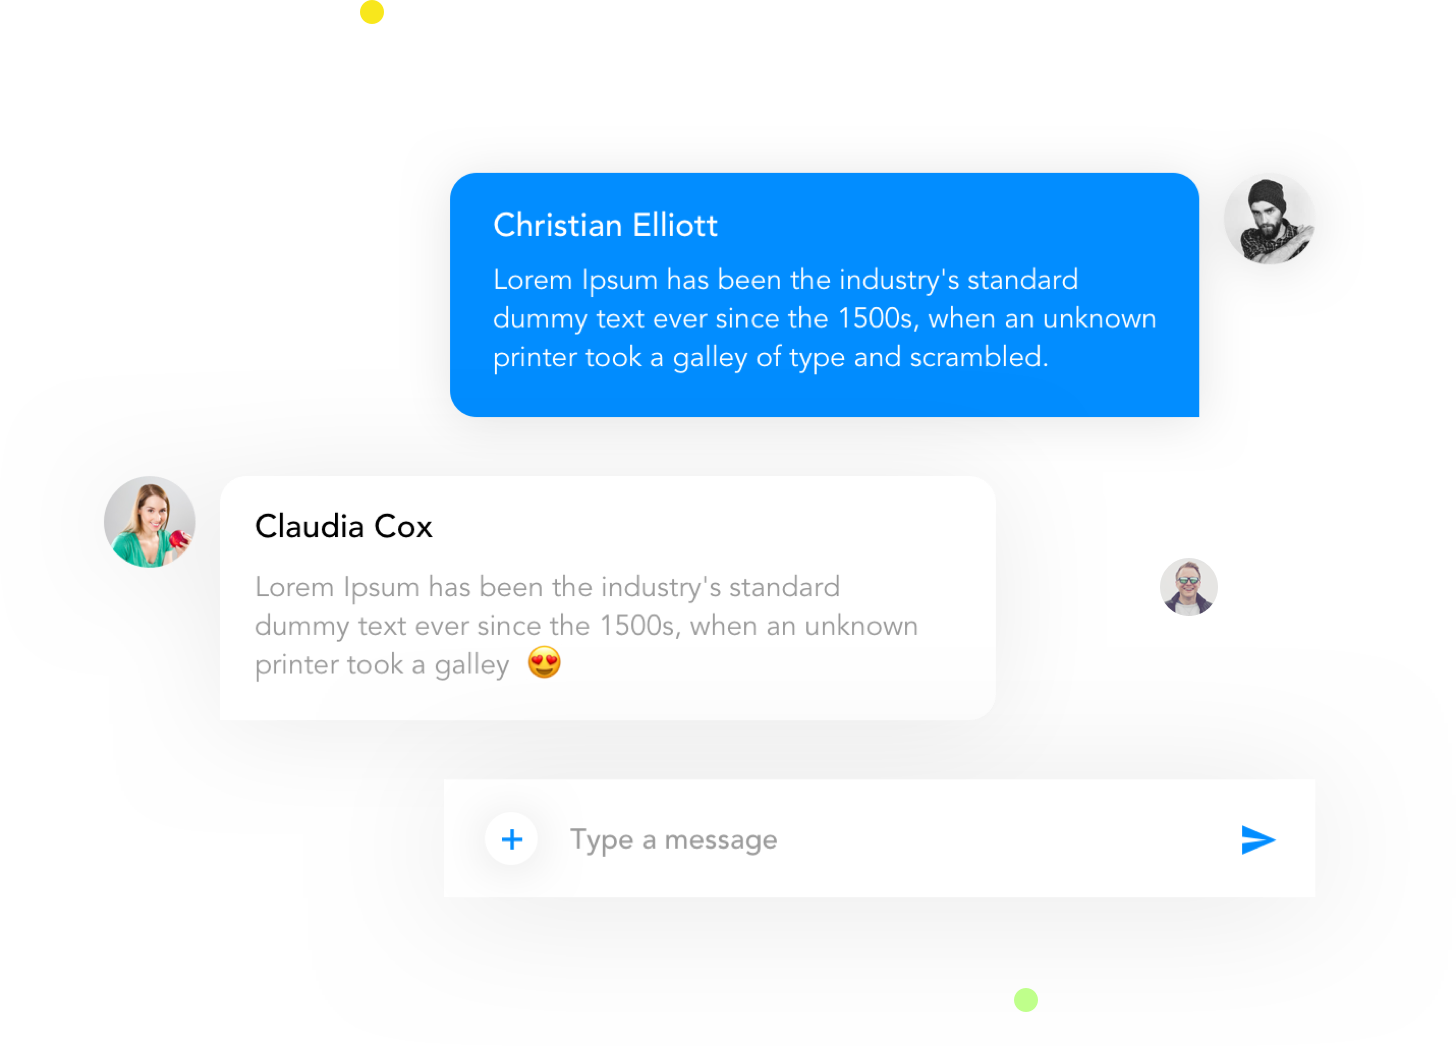 Christian Elliott
Lorem Ipsum has been the industry's standard
dummy text ever since the 1500s, when an unknown
printer took a galley of type and scrambled.
Claudia Cox
Lorem Ipsum has been the industry's standard
dummy text ever since the 1500s, when an unknown
printer took a galley 😍
Type a message